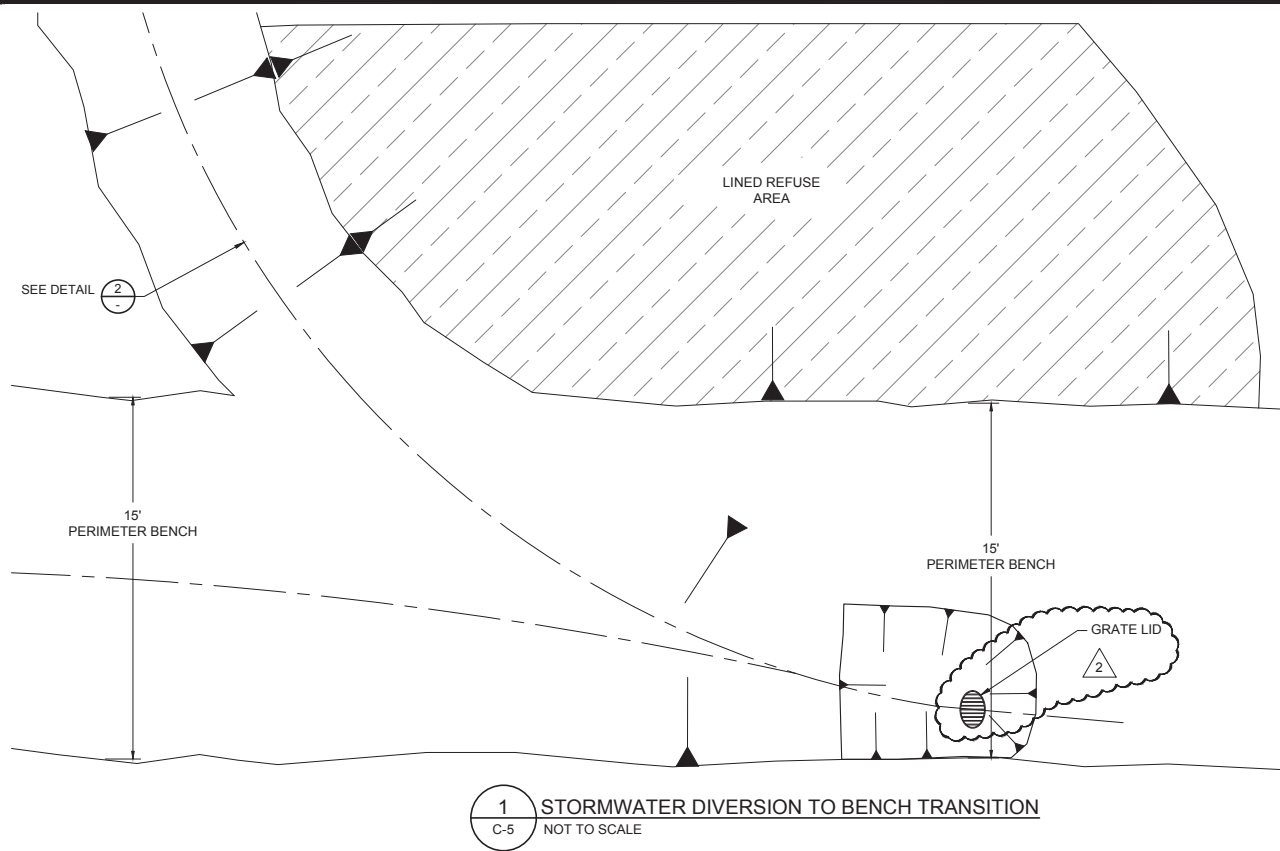 LINED REFUSE
AREA
SEE DETAIL
2
-
15'
PERIMETER BENCH
15'
PERIMETER BENCH
GRATE LID
2
1
C-5
STORMWATER DIVERSION TO BENCH TRANSITION
NOT TO SCALE